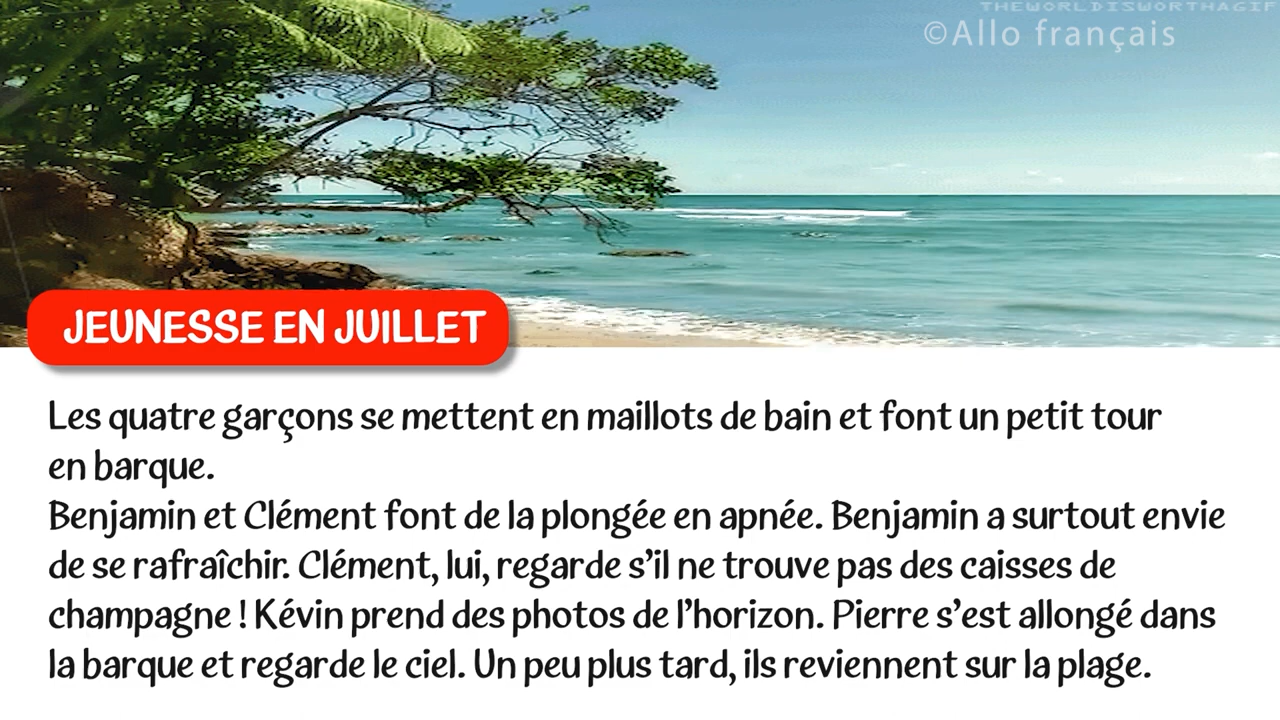 THEWORLDISWORTHAGIF
©Allo français
JEUNESSE EN JUILLET
Les quatre garçons se mettent en maillots de bain et font un petit tour
en barque.
Benjamin et Clément font de la plongée en apnée. Benjamin a surtout envie
de se rafraîchir. Clément, lui, regarde s’il ne trouve pas des caisses de
champagne ! Kévin prend des photos de l’horizon. Pierre s’est allongé dans
la barque et regarde le ciel. Un peu plus tard, ils reviennent sur la plage.